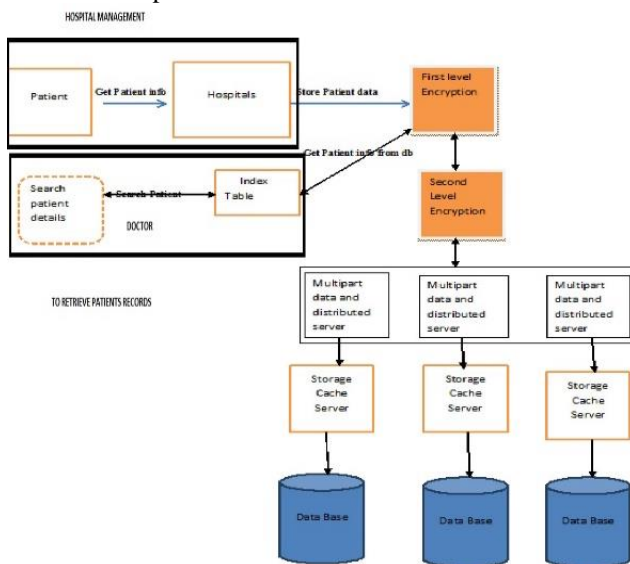 HOSPITAL MANAGEMENT
Patient
Get Patient info
Hospitals
Store Patient data
First level
Encryption
Get Patient info from db
Search
patient
details
Search Patient
Index
Table
DOCTOR
Second
Level
Encryption
TO RETRIEVE PATIENTS RECORDS
Multipart
data and
distributed
server
Multipart
data and
distributed
server
Multipart
data and
distributed
server
Storage
Cache
Server
Storage
Cache
Server
Storage
Cache
Server
Data Base
Data Base
Data Base